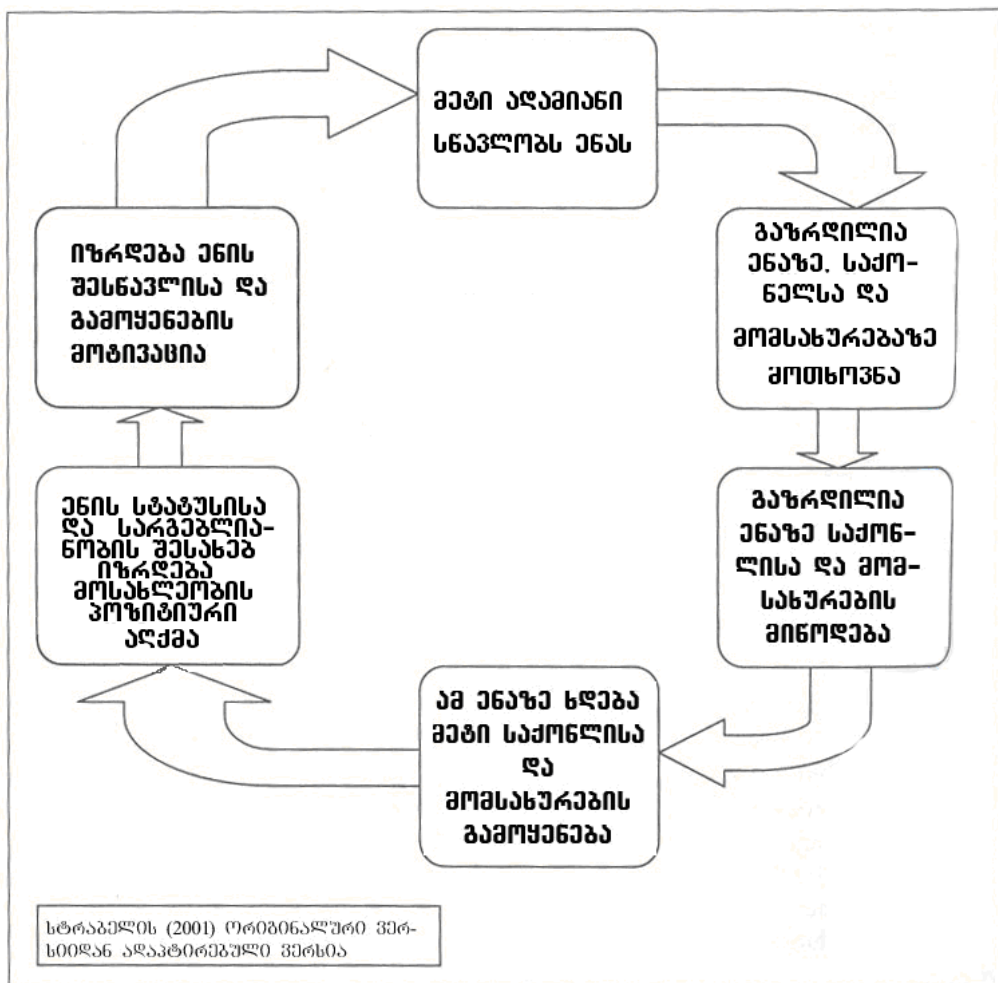 მეტი ადამიანი
სწავლობს ენას
გაზრდილია
ენაზე, საქო-
ნელსა და
მომსახურებაზე
მოთხოვნა
გაზრდილია
ენაზე საქონ-
ლისა და მომ-
სახურების
მიწოდება
ამ ენაზე ხდება
მეტი საქონლისა
და
მომსახურების
გამოყენება
ენის სტატუსისა
და სარგებლია-
ნობის შესახებ
იზრდება
მოსახლეობის
პოზიტიური
აღქმა
იზრდება ენის
შესწავლისა და
გამოყენების
მოტივაცია
სტრაბელის (2001) ორიგინალური ვერ-
სიიდან ადაპტირებული ვერსია